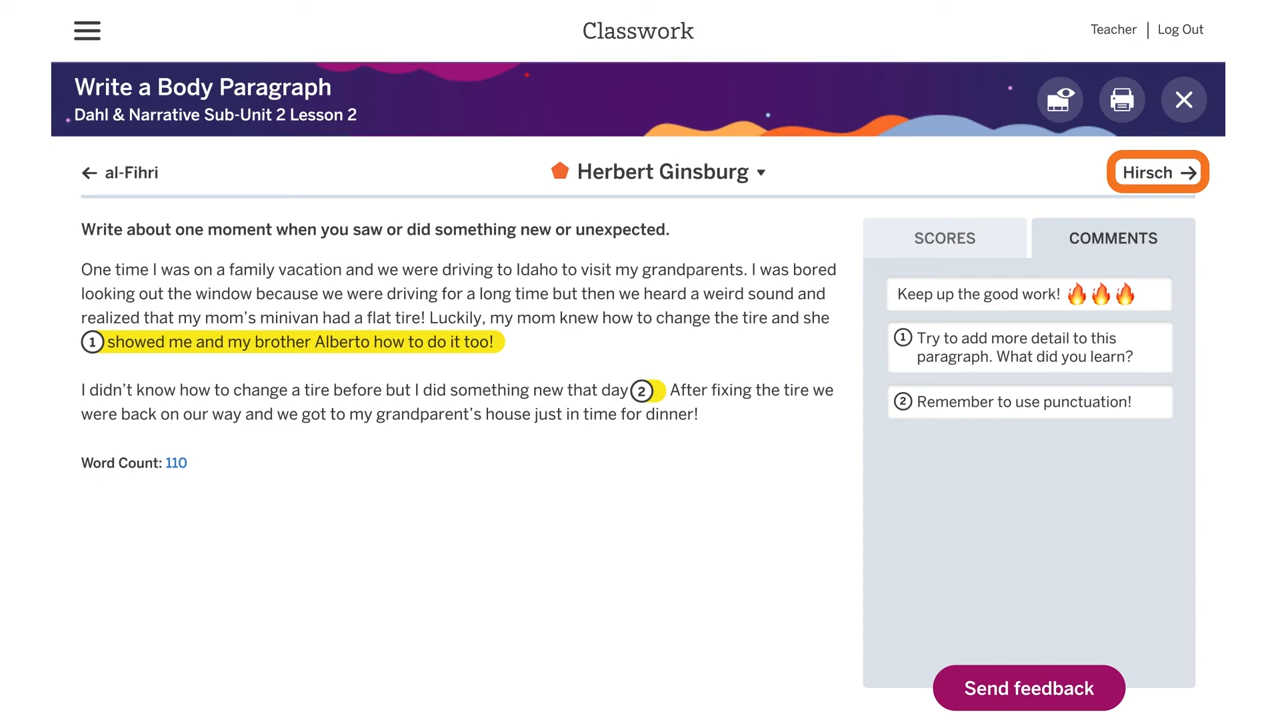 Classwork
Teacher | Log Out
Write a Body Paragraph
Dahl & Narrative Sub-Unit 2 Lesson 2
← al-Fihri
Herbert Ginsburg
Hirsch →
Write about one moment when you saw or did something new or unexpected.
One time I was on a family vacation and we were driving to Idaho to visit my grandparents. I was bored
looking out the window because we were driving for a long time but then we heard a weird sound and
realized that my mom’s minivan had a flat tire! Luckily, my mom knew how to change the tire and she
1 showed me and my brother Alberto how to do it too!
I didn’t know how to change a tire before but I did something new that day 2 After fixing the tire we
were back on our way and we got to my grandparent’s house just in time for dinner!
Word Count: 110
SCORES
COMMENTS
Keep up the good work! 🔥🔥🔥
1 Try to add more detail to this
paragraph. What did you learn?
2 Remember to use punctuation!
Send feedback